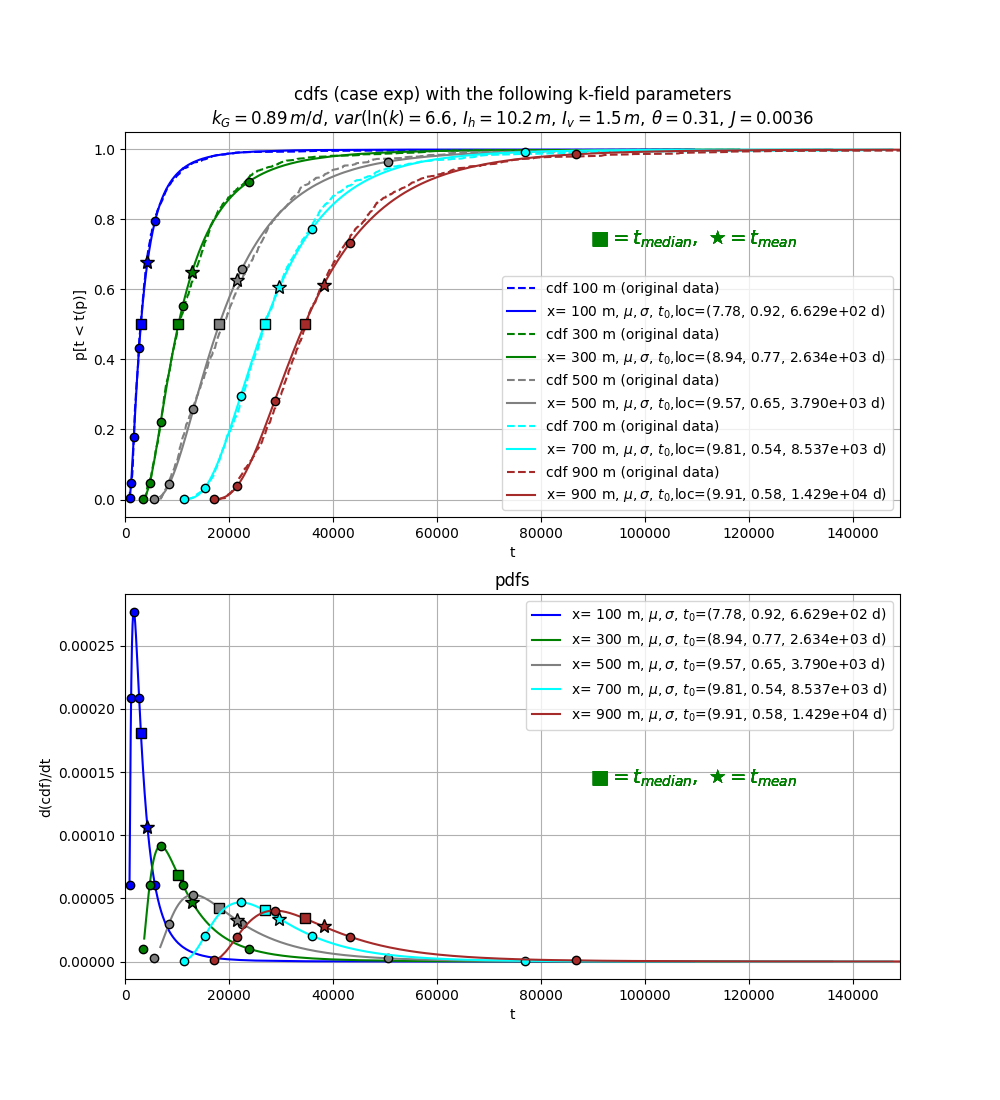 cdfs (case exp) with the following k-field parameters
k_G = 0.89 m/d, var(ln(k) = 6.6, I_h = 10.2 m, I_v = 1.5 m, θ = 0.31, J = 0.0036
1.0
0.8
0.6
0.4
0.2
0.0
p[t < t(p)]
■ = t_median, ★ = t_mean
cdf 100 m (original data)
x= 100 m, μ, σ, t_0,loc=(7.78, 0.92, 6.629e+02 d)
cdf 300 m (original data)
x= 300 m, μ, σ, t_0,loc=(8.94, 0.77, 2.634e+03 d)
cdf 500 m (original data)
x= 500 m, μ, σ, t_0,loc=(9.57, 0.65, 3.790e+03 d)
cdf 700 m (original data)
x= 700 m, μ, σ, t_0,loc=(9.81, 0.54, 8.537e+03 d)
cdf 900 m (original data)
x= 900 m, μ, σ, t_0,loc=(9.91, 0.58, 1.429e+04 d)
0 20000 40000 60000 80000 100000 120000 140000
t
pdfs
0.00025
0.00020
0.00015
0.00010
0.00005
0.00000
d(cdf)/dt
x= 100 m, μ, σ, t_0=(7.78, 0.92, 6.629e+02 d)
x= 300 m, μ, σ, t_0=(8.94, 0.77, 2.634e+03 d)
x= 500 m, μ, σ, t_0=(9.57, 0.65, 3.790e+03 d)
x= 700 m, μ, σ, t_0=(9.81, 0.54, 8.537e+03 d)
x= 900 m, μ, σ, t_0=(9.91, 0.58, 1.429e+04 d)
■ = t_median, ★ = t_mean
0 20000 40000 60000 80000 100000 120000 140000
t